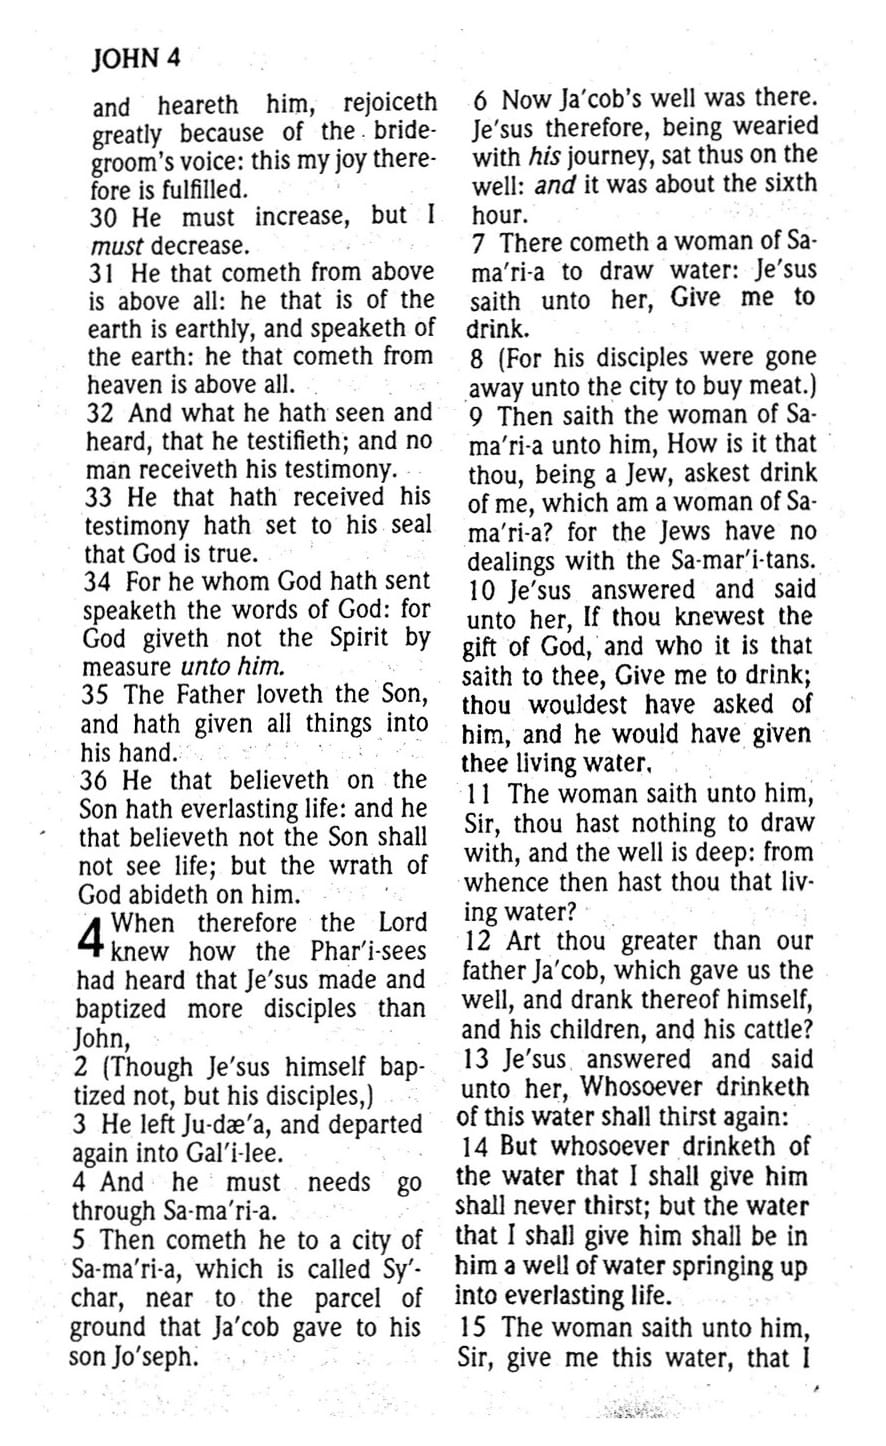 JOHN 4
and heareth him, rejoiceth
greatly because of the bride-
groom's voice: this my joy there-
fore is fulfilled.
30 He must increase, but I
must decrease.
31 He that cometh from above
is above all: he that is of the
earth is earthly, and speaketh of
the earth: he that cometh from
heaven is above all.
32 And what he hath seen and
heard, that he testifieth; and no
man receiveth his testimony.
33 He that hath received his
testimony hath set to his seal
that God is true.
34 For he whom God hath sent
speaketh the words of God: for
God giveth not the Spirit by
measure unto him.
35 The Father loveth the Son,
and hath given all things into
his hand.
36 He that believeth on the
Son hath everlasting life: and he
that believeth not the Son shall
not see life; but the wrath of
God abideth on him.
4 When therefore the Lord
knew how the Phar′i-sees
had heard that Je′sus made and
baptized more disciples than
John,
2 (Though Je′sus himself bap-
tized not, but his disciples,)
3 He left Ju-dæ′a, and departed
again into Gal′i-lee.
4 And he must needs go
through Sa-ma′ri-a.
5 Then cometh he to a city of
Sa-ma′ri-a, which is called Sy′-
char, near to the parcel of
ground that Ja′cob gave to his
son Jo′seph.
6 Now Ja′cob's well was there.
Je′sus therefore, being wearied
with his journey, sat thus on the
well: and it was about the sixth
hour.
7 There cometh a woman of Sa-
ma′ri-a to draw water: Je′sus
saith unto her, Give me to
drink.
8 (For his disciples were gone
away unto the city to buy meat.)
9 Then saith the woman of Sa-
ma′ri-a unto him, How is it that
thou, being a Jew, askest drink
of me, which am a woman of Sa-
ma′ri-a? for the Jews have no
dealings with the Sa-mar′i-tans.
10 Je′sus answered and said
unto her, If thou knewest the
gift of God, and who it is that
saith to thee, Give me to drink;
thou wouldest have asked of
him, and he would have given
thee living water.
11 The woman saith unto him,
Sir, thou hast nothing to draw
with, and the well is deep: from
whence then hast thou that liv-
ing water?
12 Art thou greater than our
father Ja′cob, which gave us the
well, and drank thereof himself,
and his children, and his cattle?
13 Je′sus answered and said
unto her, Whosoever drinketh
of this water shall thirst again:
14 But whosoever drinketh of
the water that I shall give him
shall never thirst; but the water
that I shall give him shall be in
him a well of water springing up
into everlasting life.
15 The woman saith unto him,
Sir, give me this water, that I